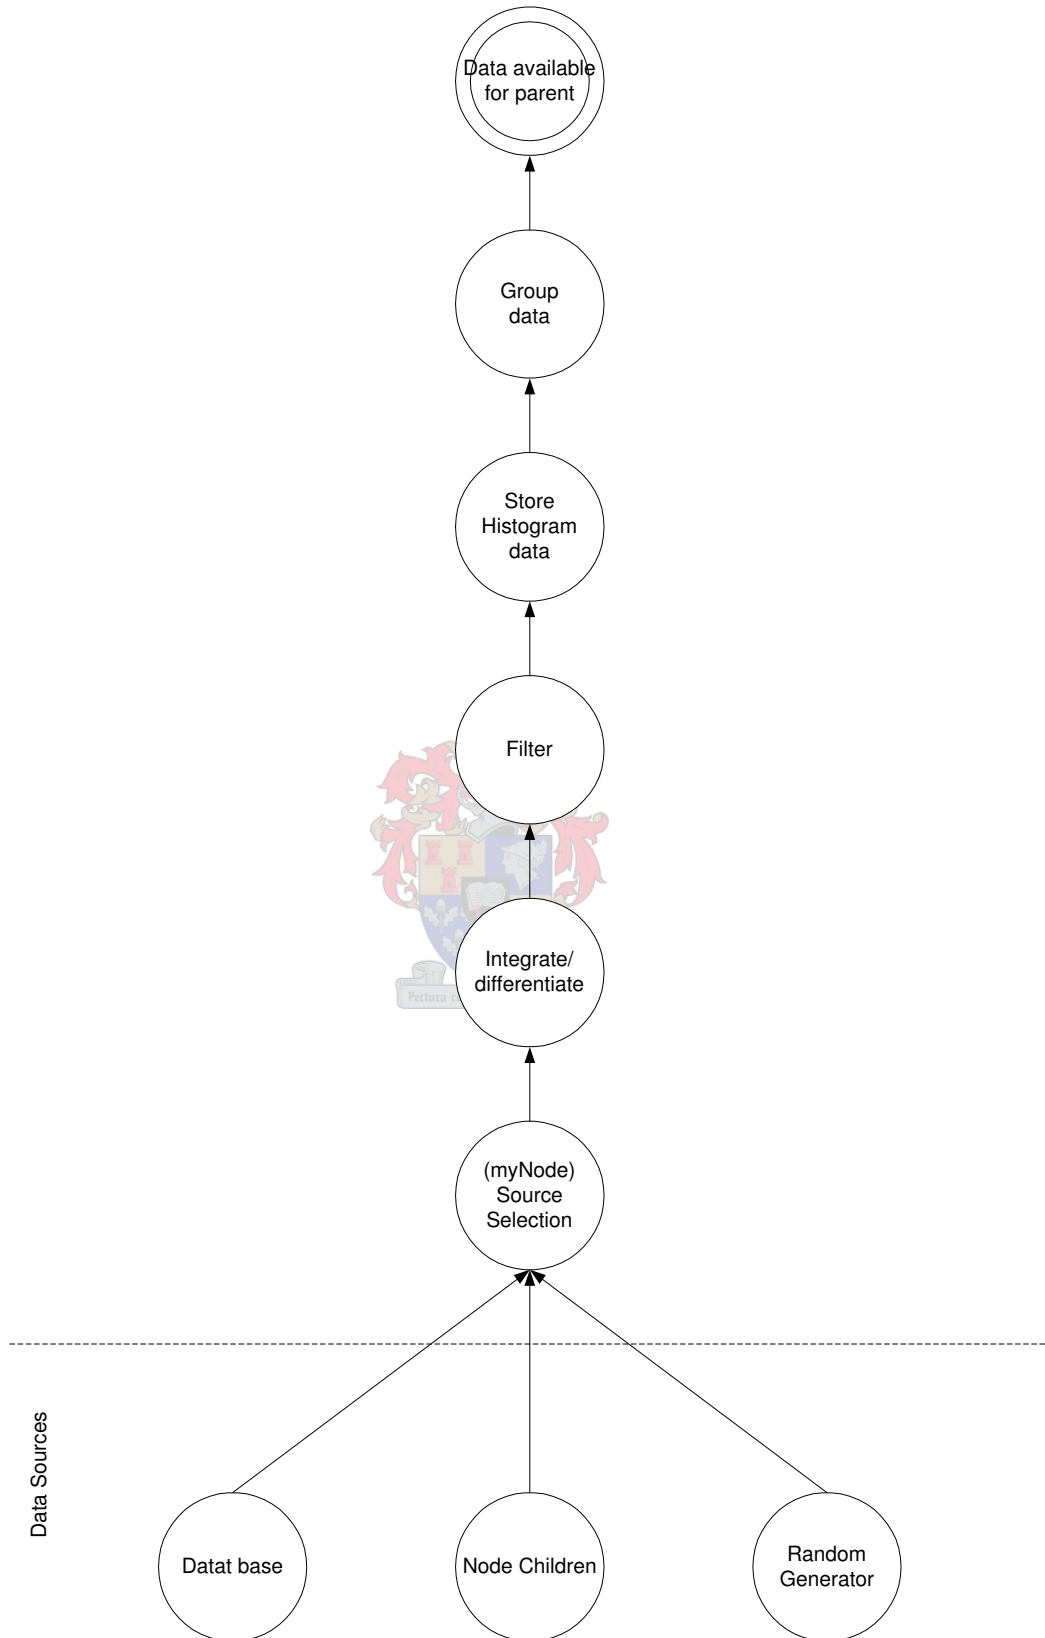 Data available
for parent
Group
data
Store
Histogram
data
Filter
Integrate/
differentiate
Pectora
(myNode)
Source
Selection
Data Sources
Datat base
Node Children
Random
Generator